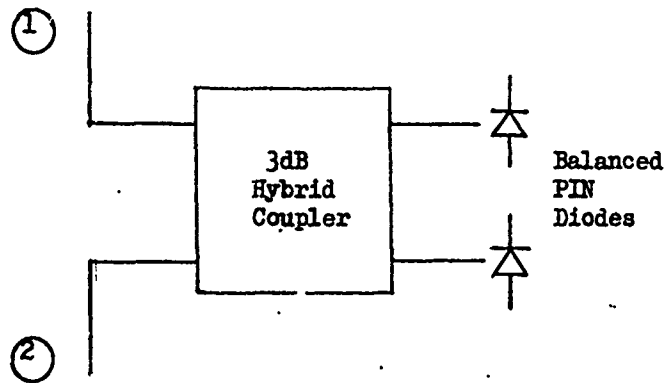 1
3dB
Hybrid
Coupler
Balanced
PIN
Diodes
2